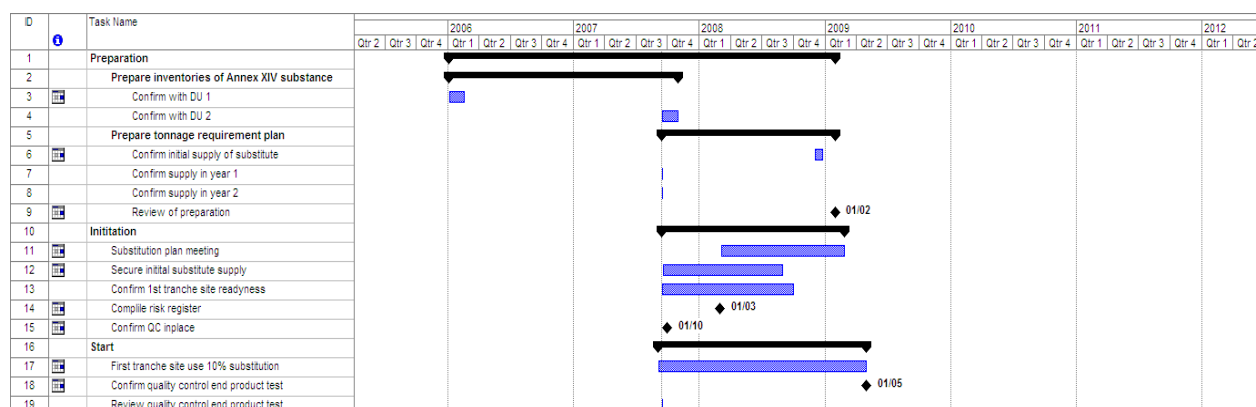 ID Task Name 2006 2007 2008 2009 2010 2011 2012
Qtr 2 Qtr 3 Qtr 4 Qtr 1 Qtr 2 Qtr 3 Qtr 4 Qtr 1 Qtr 2 Qtr 3 Qtr 4 Qtr 1 Qtr 2 Qtr 3 Qtr 4 Qtr 1 Qtr 2 Qtr 3 Qtr 4 Qtr 1 Qtr 2 Qtr 3 Qtr 4 Qtr 1 Qtr 2 Qtr 3 Qtr 4 Qtr 1 Qtr 2
1 Preparation
2 Prepare inventories of Annex XIV substance
3 Confirm with DU 1
4 Confirm with DU 2
5 Prepare tonnage requirement plan
6 Confirm initial supply of substitute
7 Confirm supply in year 1
8 Confirm supply in year 2
9 Review of preparation 01/02
10 Inititation
11 Substitution plan meeting
12 Secure initital substitute supply
13 Confirm 1st tranche site readyness
14 Complile risk register 01/03
15 Confirm QC inplace 01/10
16 Start
17 First tranche site use 10% substitution
18 Confirm quality control end product test 01/05
19 Review quality control end product test